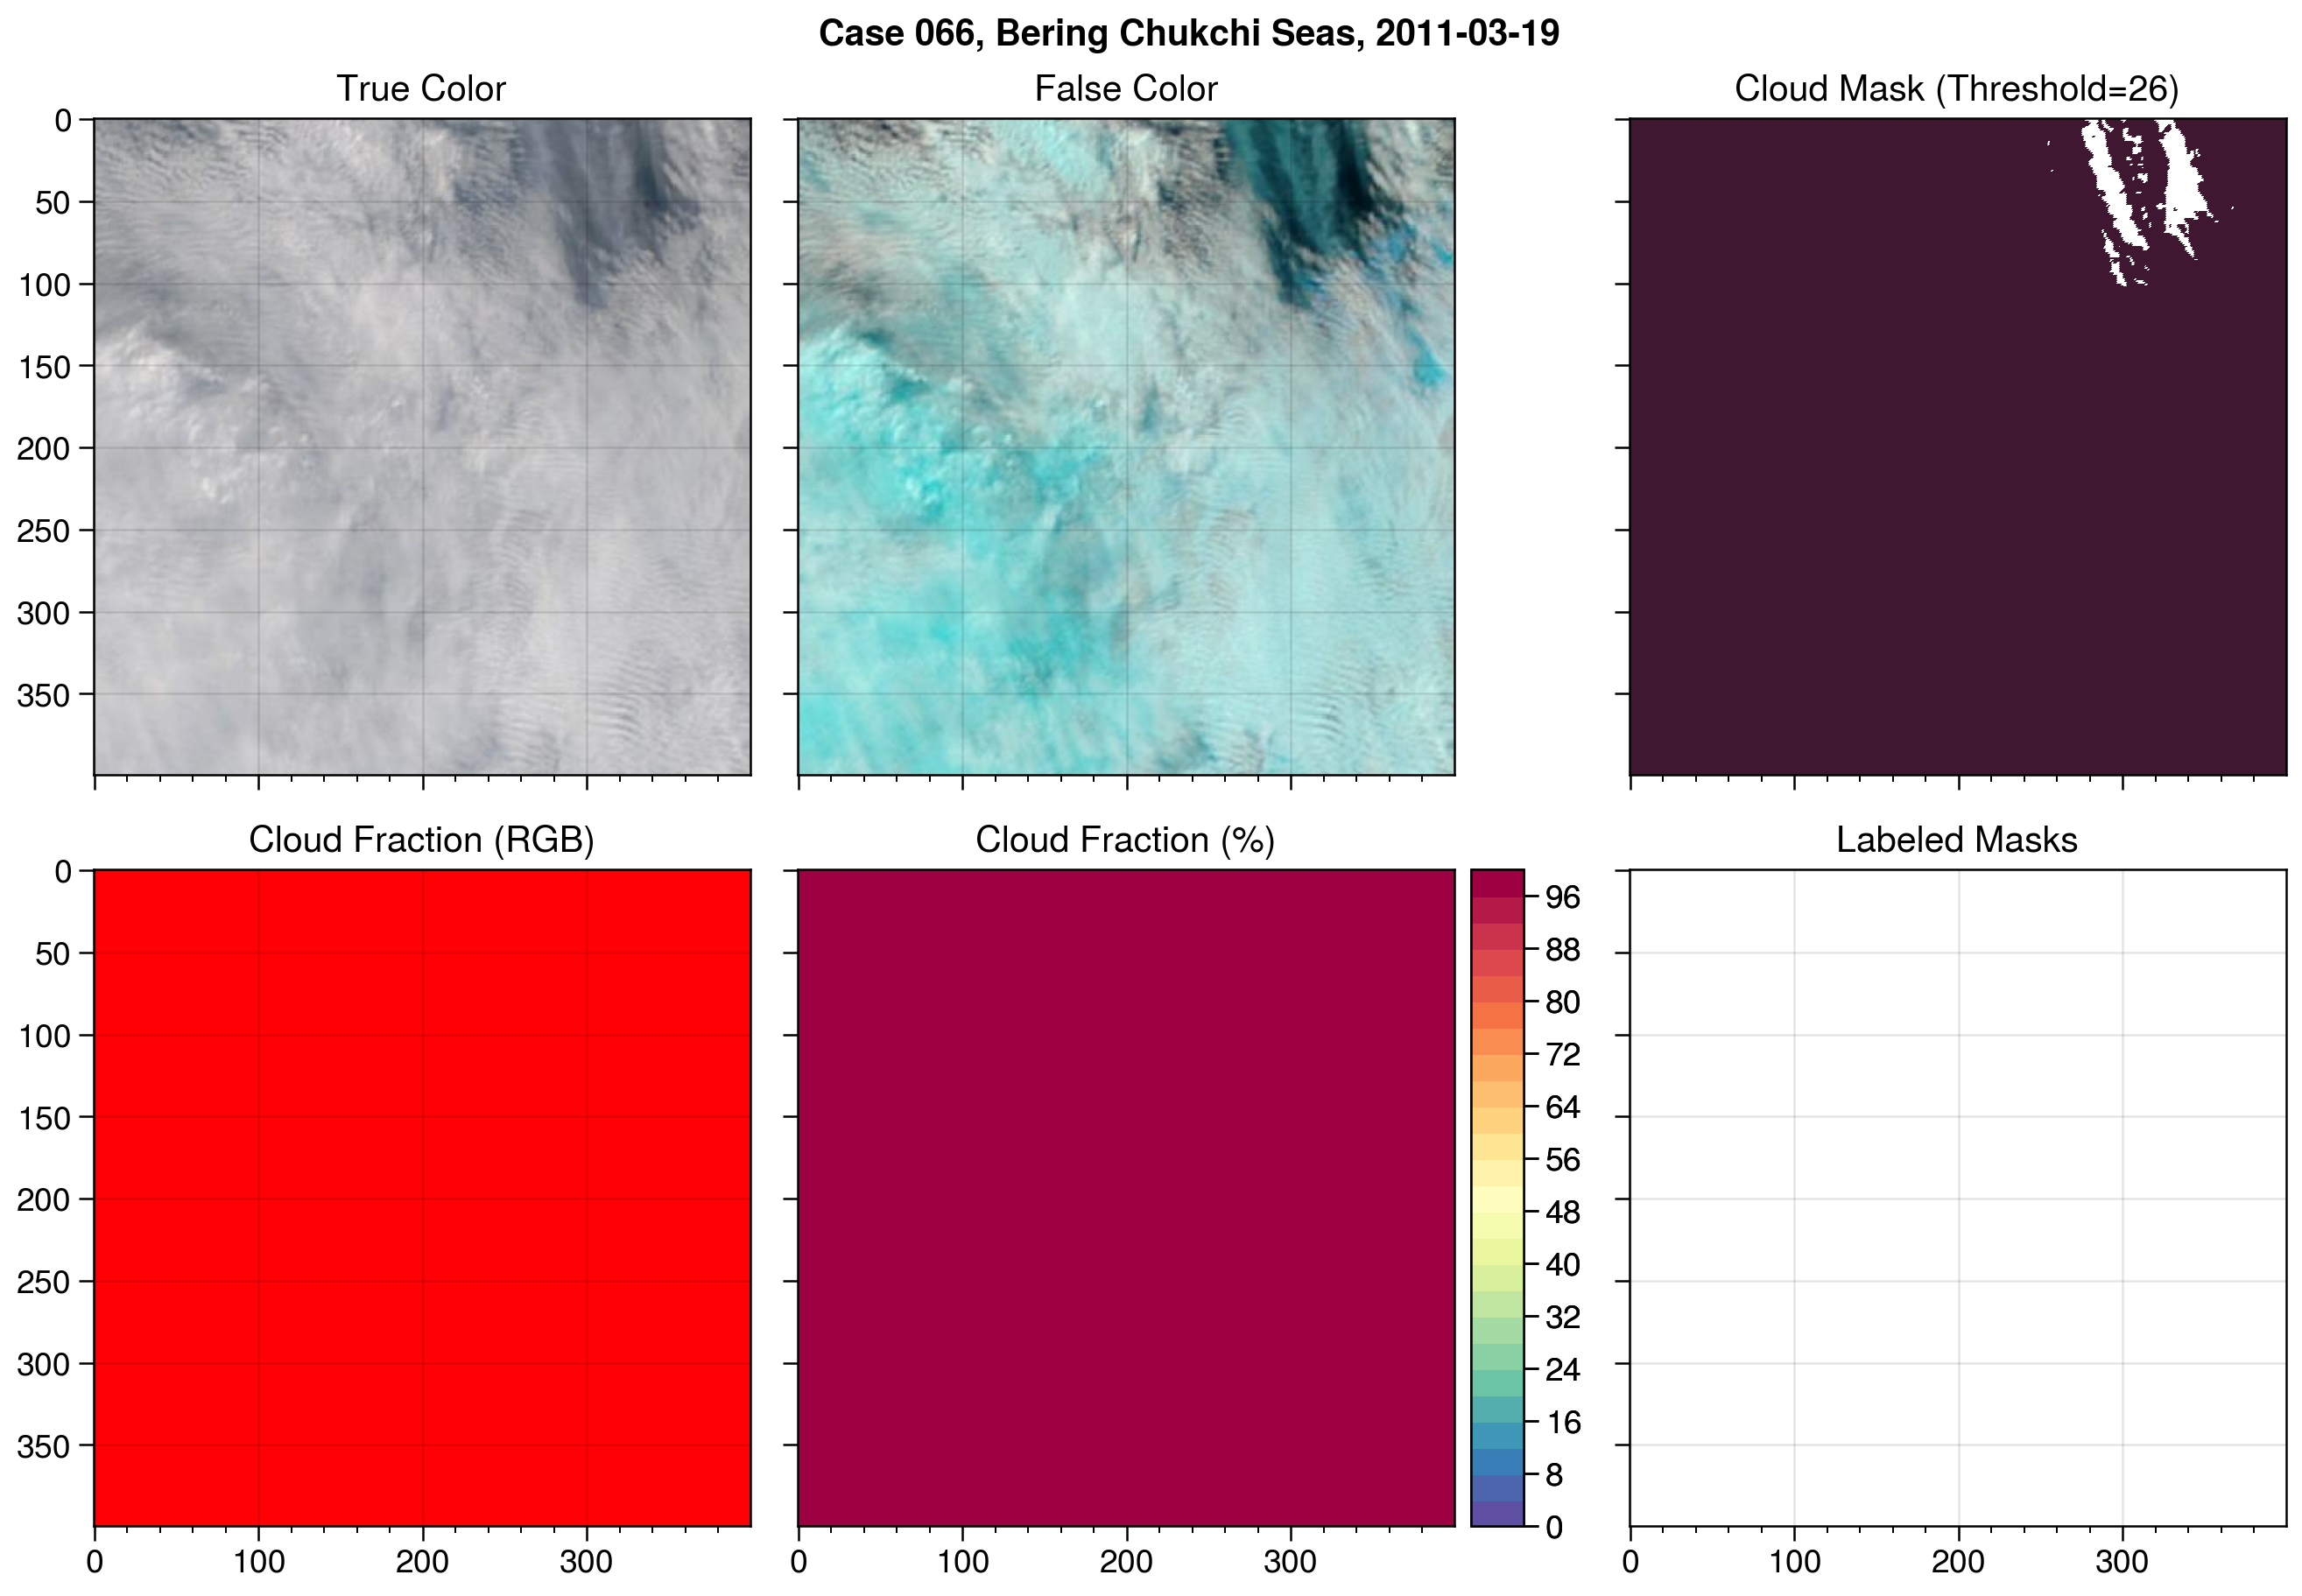 Case 066, Bering Chukchi Seas, 2011-03-19
True Color
False Color
Cloud Mask (Threshold=26)
0
50
100
150
200
250
300
350
Cloud Fraction (RGB)
Cloud Fraction (%)
Labeled Masks
0
50
100
150
200
250
300
350
96
88
80
72
64
56
48
40
32
24
16
8
0
0 100 200 300
0 100 200 300
0 100 200 300